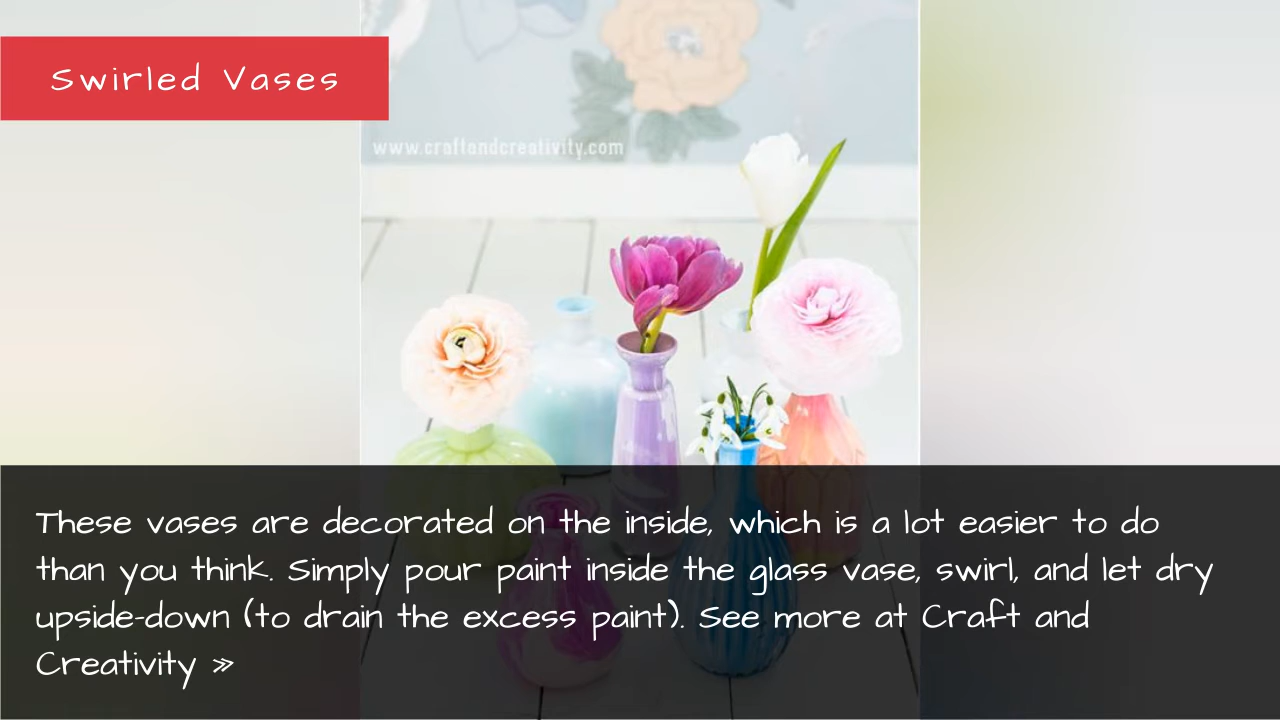 Swirled Vases
www.craftandcreativity.com
These vases are decorated on the inside, which is a lot easier to do
than you think. Simply pour paint inside the glass vase, swirl, and let dry
upside-down (to drain the excess paint). See more at Craft and
Creativity »